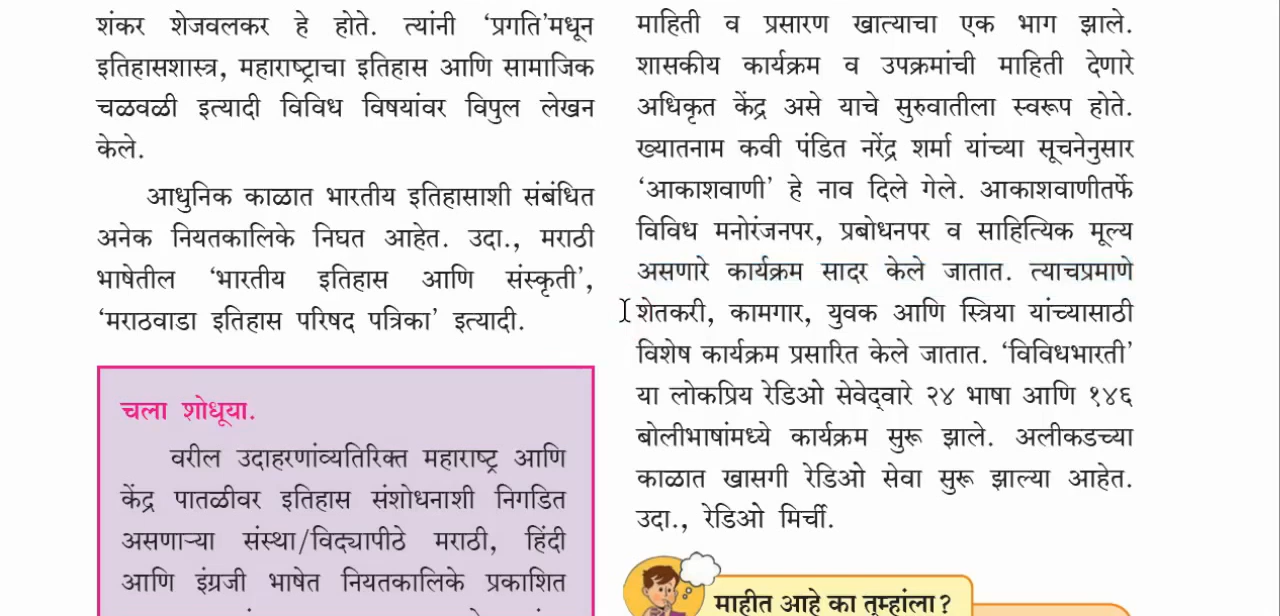 शंकर शेजवलकर हे होते. त्यांनी ‘प्रगति’मधून
इतिहासशास्त्र, महाराष्ट्राचा इतिहास आणि सामाजिक
चळवळी इत्यादी विविध विषयांवर विपुल लेखन
केले.
आधुनिक काळात भारतीय इतिहासाशी संबंधित
अनेक नियतकालिके निघत आहेत. उदा., मराठी
भाषेतील ‘भारतीय इतिहास आणि संस्कृती’,
‘मराठवाडा इतिहास परिषद पत्रिका’ इत्यादी.
चला शोधूया.
वरील उदाहरणांव्यतिरिक्त महाराष्ट्र आणि
केंद्र पातळीवर इतिहास संशोधनाशी निगडित
असणाऱ्या संस्था/विद्यापीठे मराठी, हिंदी
आणि इंग्रजी भाषेत नियतकालिके प्रकाशित
माहिती व प्रसारण खात्याचा एक भाग झाले.
शासकीय कार्यक्रम व उपक्रमांची माहिती देणारे
अधिकृत केंद्र असे याचे सुरुवातीला स्वरूप होते.
ख्यातनाम कवी पंडित नरेंद्र शर्मा यांच्या सूचनेनुसार
‘आकाशवाणी’ हे नाव दिले गेले. आकाशवाणीतर्फे
विविध मनोरंजनपर, प्रबोधनपर व साहित्यिक मूल्य
असणारे कार्यक्रम सादर केले जातात. त्याचप्रमाणे
शेतकरी, कामगार, युवक आणि स्त्रिया यांच्यासाठी
विशेष कार्यक्रम प्रसारित केले जातात. ‘विविधभारती’
या लोकप्रिय रेडिओ सेवेद्‌वारे २४ भाषा आणि १४६
बोलीभाषांमध्ये कार्यक्रम सुरू झाले. अलीकडच्या
काळात खासगी रेडिओ सेवा सुरू झाल्या आहेत.
उदा., रेडिओ मिर्ची.
माहीत आहे का तुम्हांला?